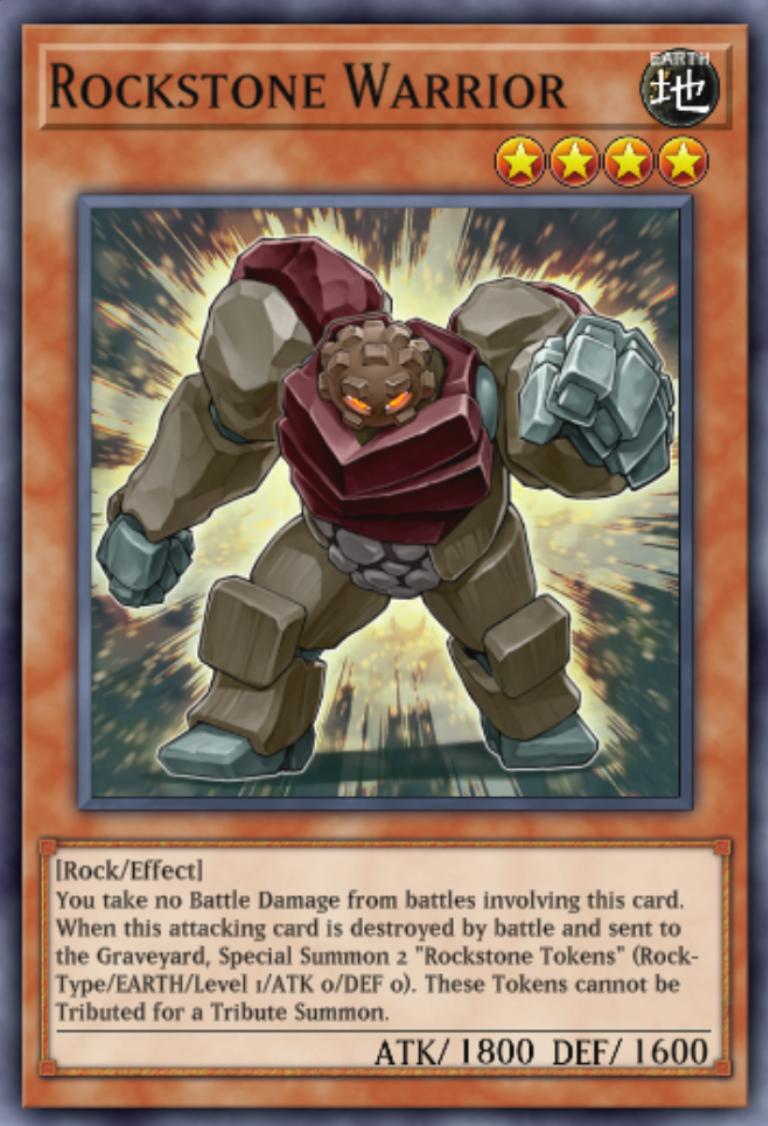 Rockstone Warrior
EARTH
地
[Rock/Effect]
You take no Battle Damage from battles involving this card.
When this attacking card is destroyed by battle and sent to
the Graveyard, Special Summon 2 "Rockstone Tokens" (Rock-
Type/EARTH/Level 1/ATK 0/DEF 0). These Tokens cannot be
Tributed for a Tribute Summon.
ATK/ 1800 DEF/ 1600